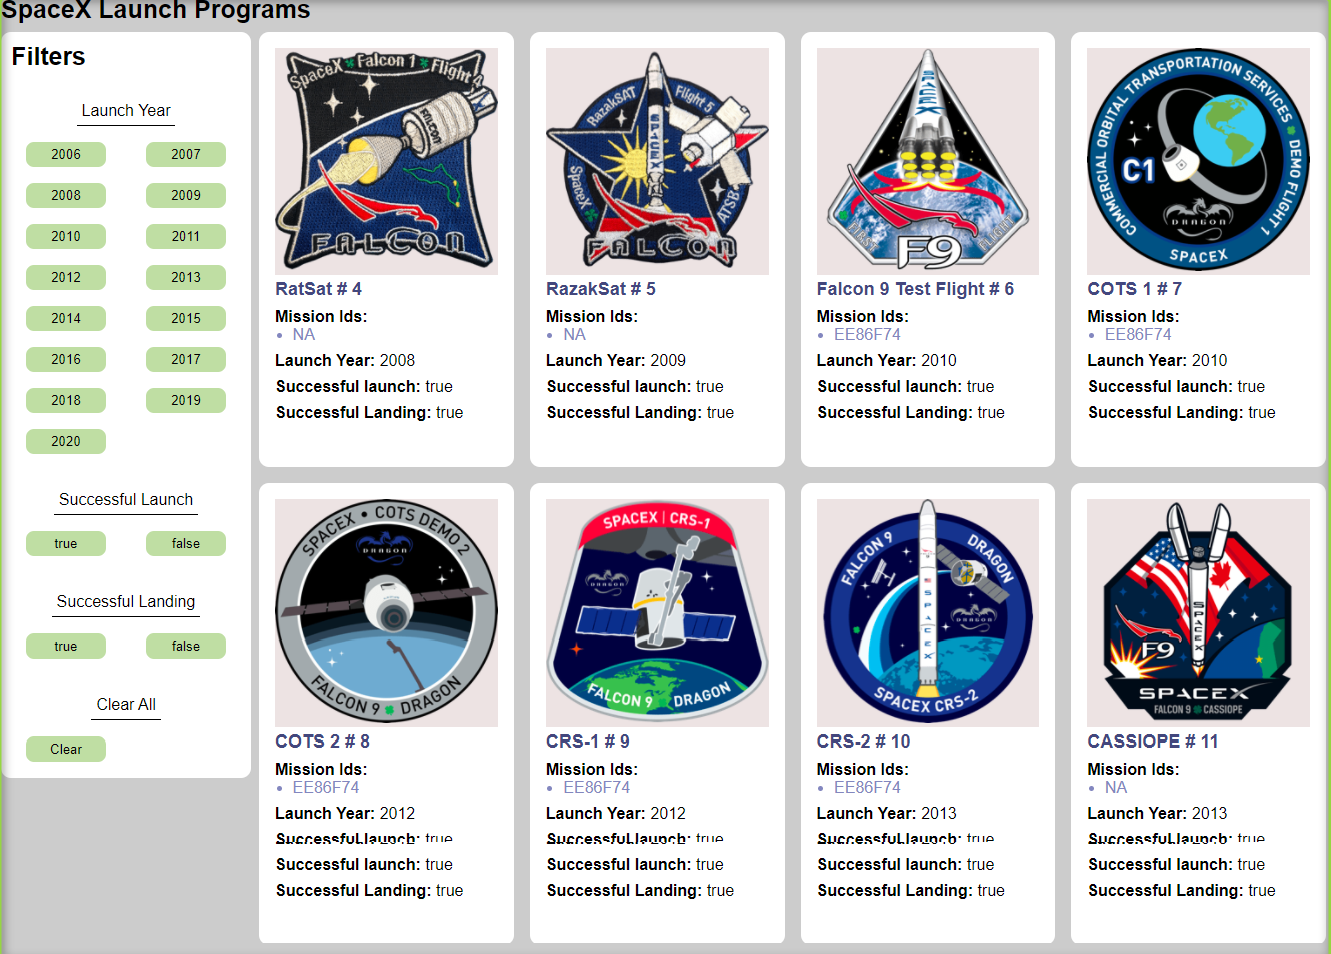 SpaceX Launch Programs
Filters
Launch Year
2006 2007
2008 2009
2010 2011
2012 2013
2014 2015
2016 2017
2018 2019
2020
Successful Launch
true false
Successful Landing
true false
Clear All
Clear
SpaceX Falcon 1 Flight 4
FALCON
FALCON
RatSat # 4
Mission Ids:
NA
Launch Year: 2008
Successful launch: true
Successful Landing: true
RazakSAT Flight 5
SPACEX
SpaceX
ATSB
FALCON
RazakSat # 5
Mission Ids:
NA
Launch Year: 2009
Successful launch: true
Successful Landing: true
SPACEX
FIRST FLIGHT
F9
Falcon 9 Test Flight # 6
Mission Ids:
EE86F74
Launch Year: 2010
Successful launch: true
Successful Landing: true
COMMERCIAL ORBITAL TRANSPORTATION SERVICES DEMO FLIGHT 1
C1
DRAGON
SPACEX
COTS 1 # 7
Mission Ids:
EE86F74
Launch Year: 2010
Successful launch: true
Successful Landing: true
SPACEX • COTS DEMO 2
DRAGON
FALCON 9 DRAGON
COTS 2 # 8
Mission Ids:
EE86F74
Launch Year: 2012
Successful launch: true
Successful launch: true
Successful Landing: true
SPACEX | CRS-1
DRAGON
FALCON 9 DRAGON
CRS-1 # 9
Mission Ids:
EE86F74
Launch Year: 2012
Successful launch: true
Successful launch: true
Successful Landing: true
FALCON 9 DRAGON
SPACEX
DRAGON
SPACEX CRS-2
CRS-2 # 10
Mission Ids:
EE86F74
Launch Year: 2013
Successful launch: true
Successful launch: true
Successful Landing: true
SPACEX
F9
SPACEX
FALCON 9 CASSIOPE
CASSIOPE # 11
Mission Ids:
NA
Launch Year: 2013
Successful launch: true
Successful launch: true
Successful Landing: true